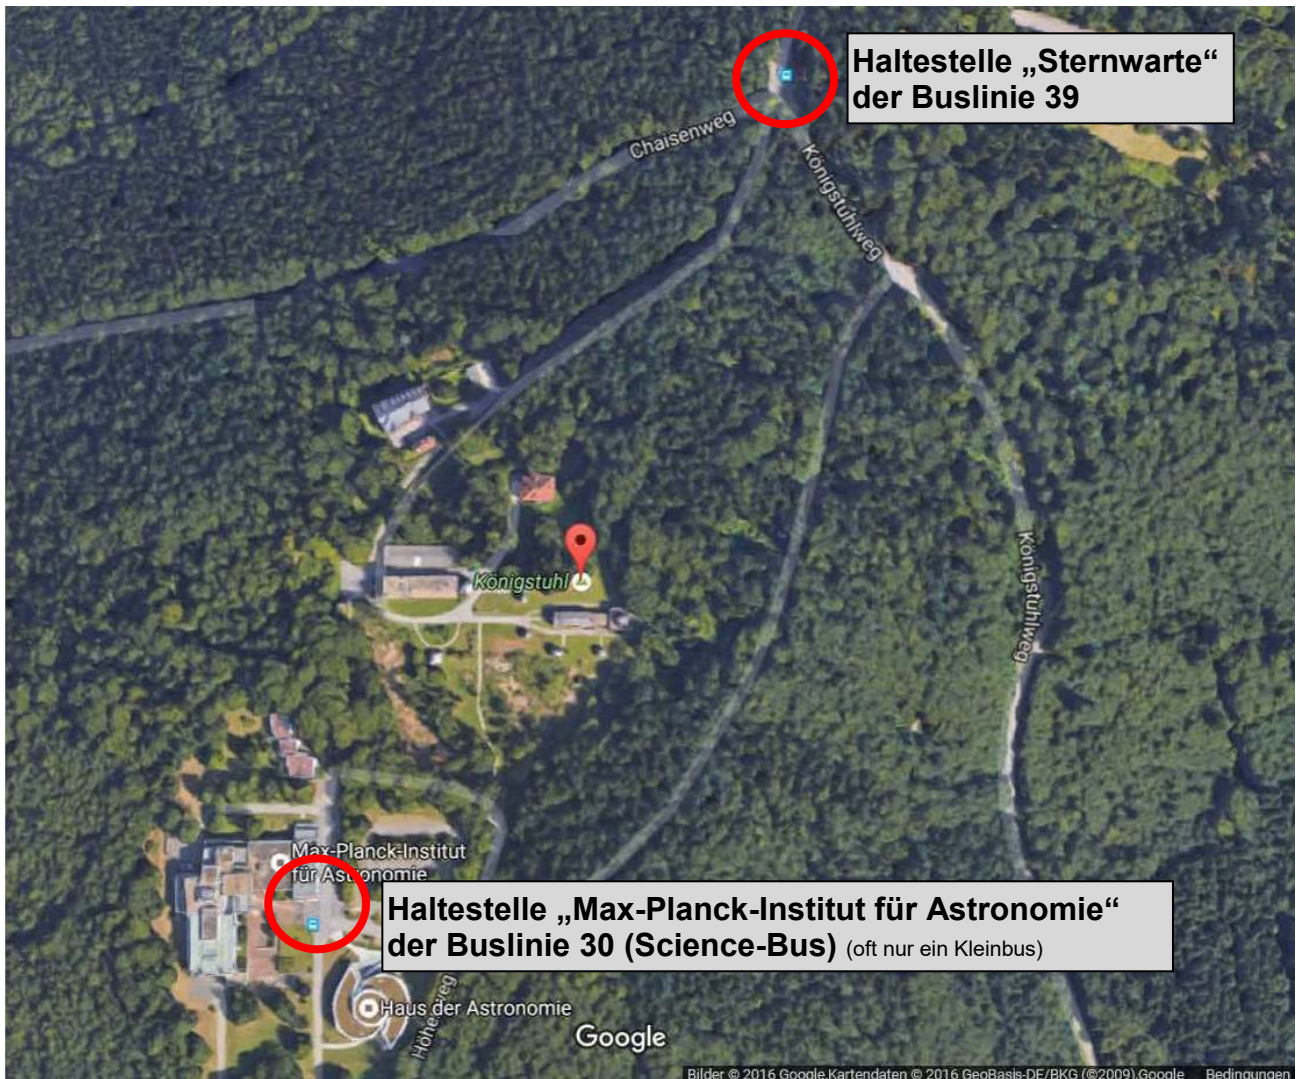 Haltestelle „Sternwarte“
der Buslinie 39
Chaisenweg
Königstuhlweg
Königstuhlweg
Königstuhl
Max-Planck-Institut
für Astronomie
Haltestelle „Max-Planck-Institut für Astronomie“
der Buslinie 30 (Science-Bus) (oft nur ein Kleinbus)
Haus der Astronomie
Höheweg
Google
Bilder © 2016 Google,Kartendaten © 2016 GeoBasis-DE/BKG (©2009),Google Bedingungen